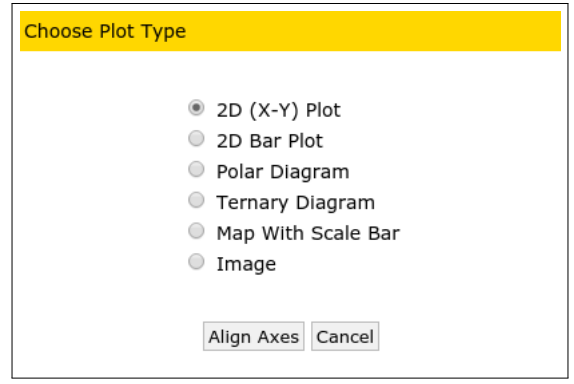 Choose Plot Type
2D (X-Y) Plot
2D Bar Plot
Polar Diagram
Ternary Diagram
Map With Scale Bar
Image
Align Axes Cancel